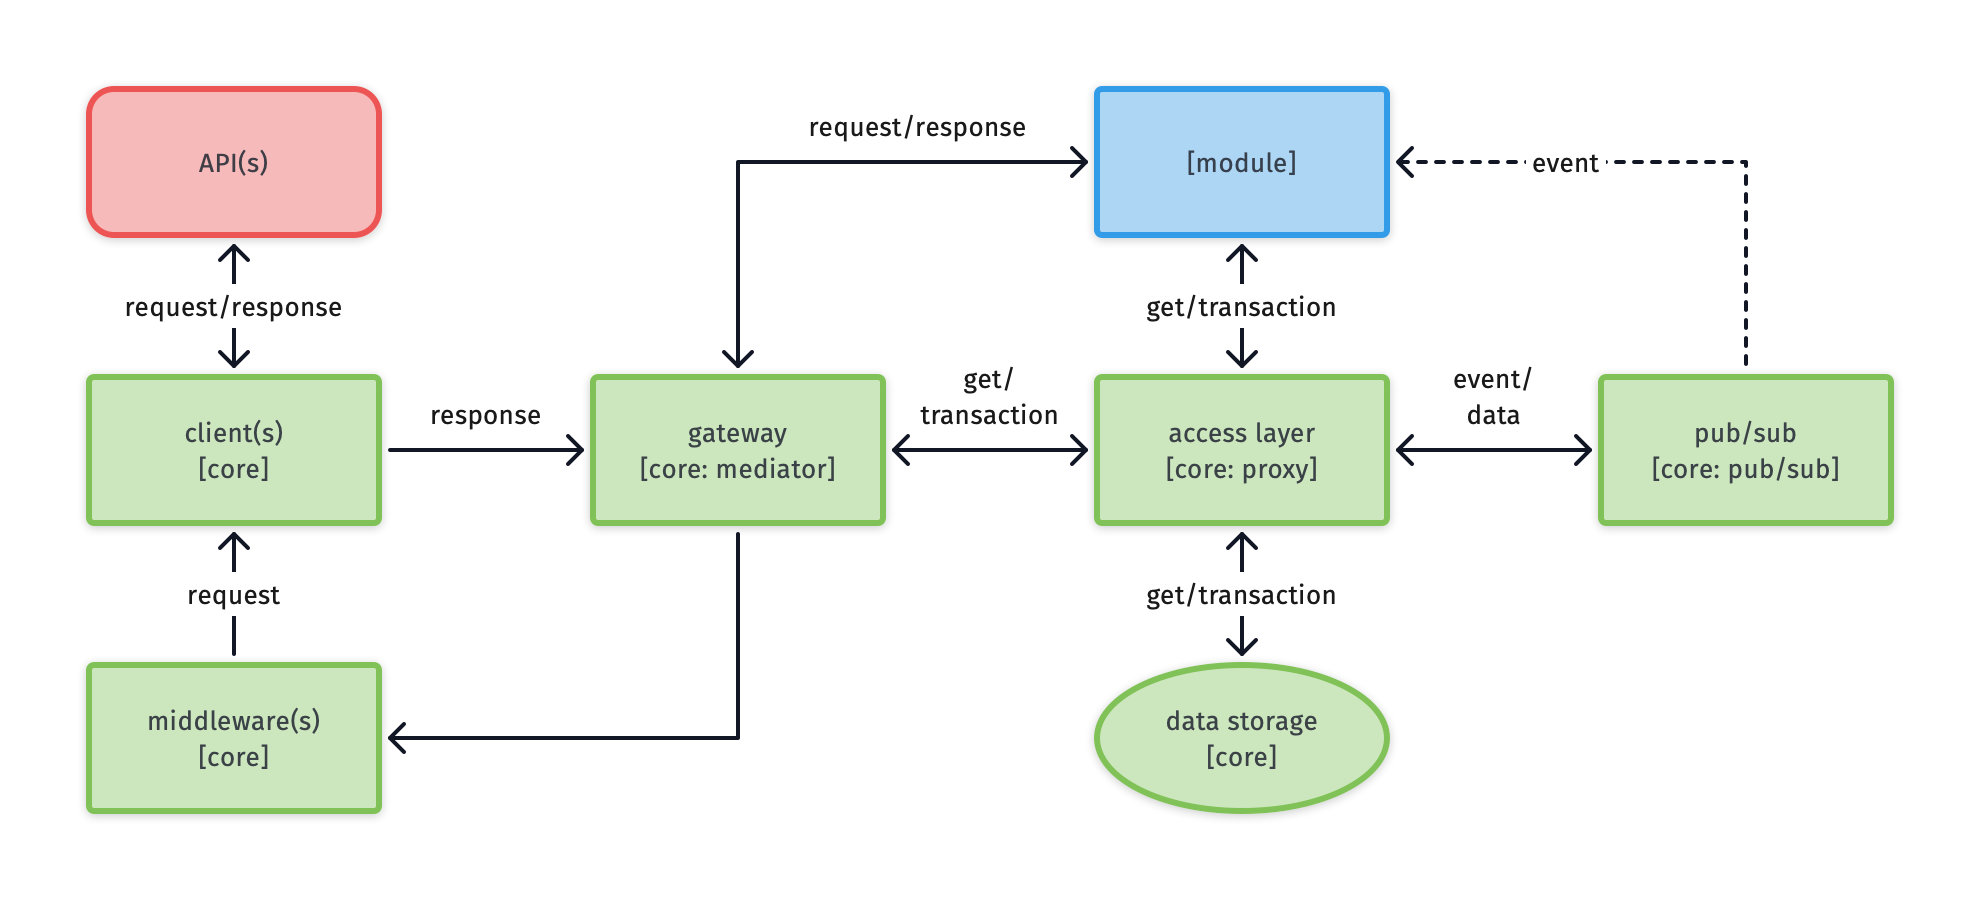 API(s)
request/response
[module]
event
request/response
get/transaction
client(s)
[core]
response
gateway
[core: mediator]
get/
transaction
access layer
[core: proxy]
event/
data
pub/sub
[core: pub/sub]
request
get/transaction
middleware(s)
[core]
data storage
[core]